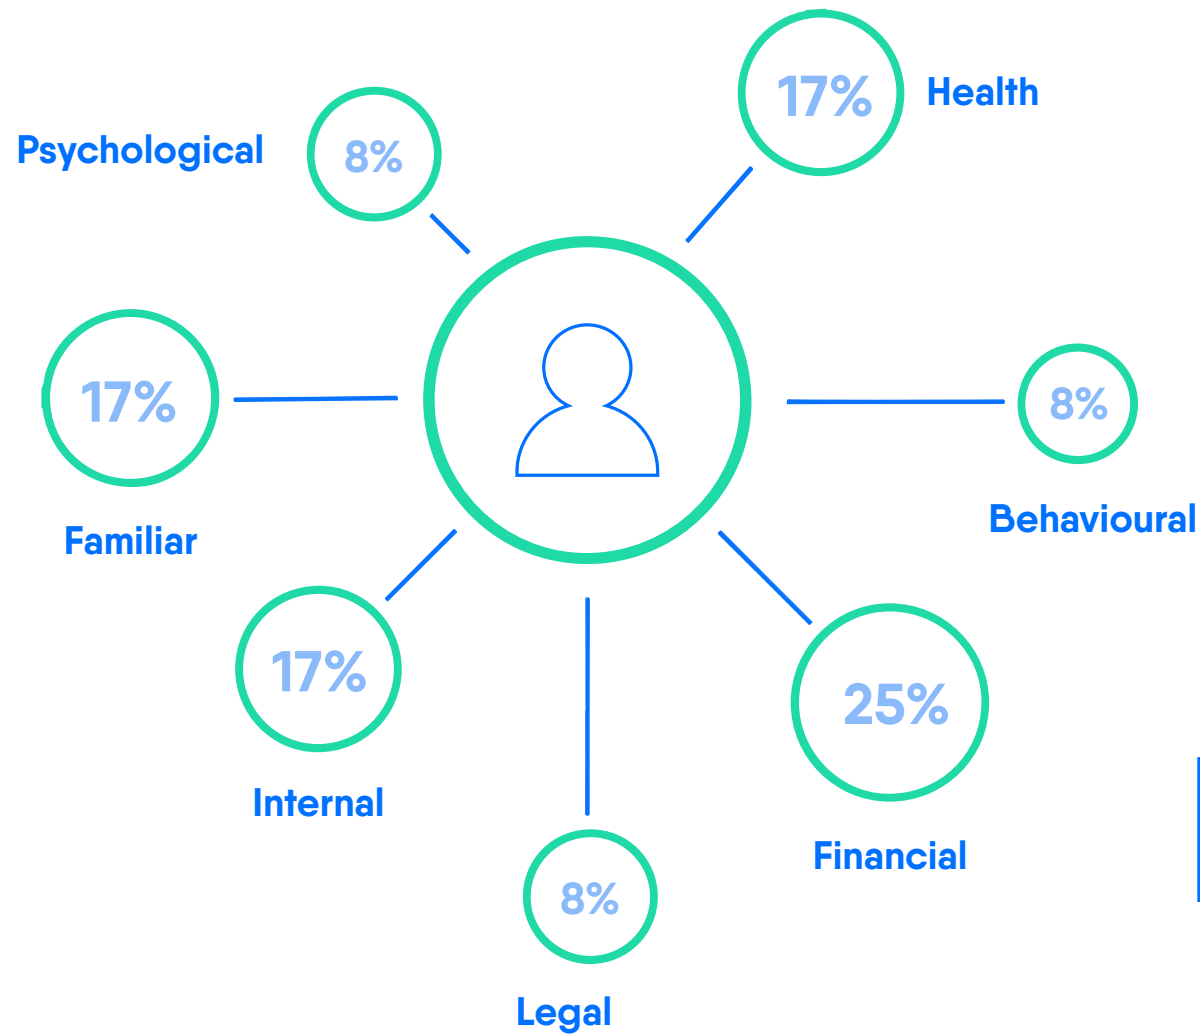 17%
Health
Psychological
8%
17%
Familiar
8%
Behavioural
17%
Internal
25%
Financial
8%
Legal